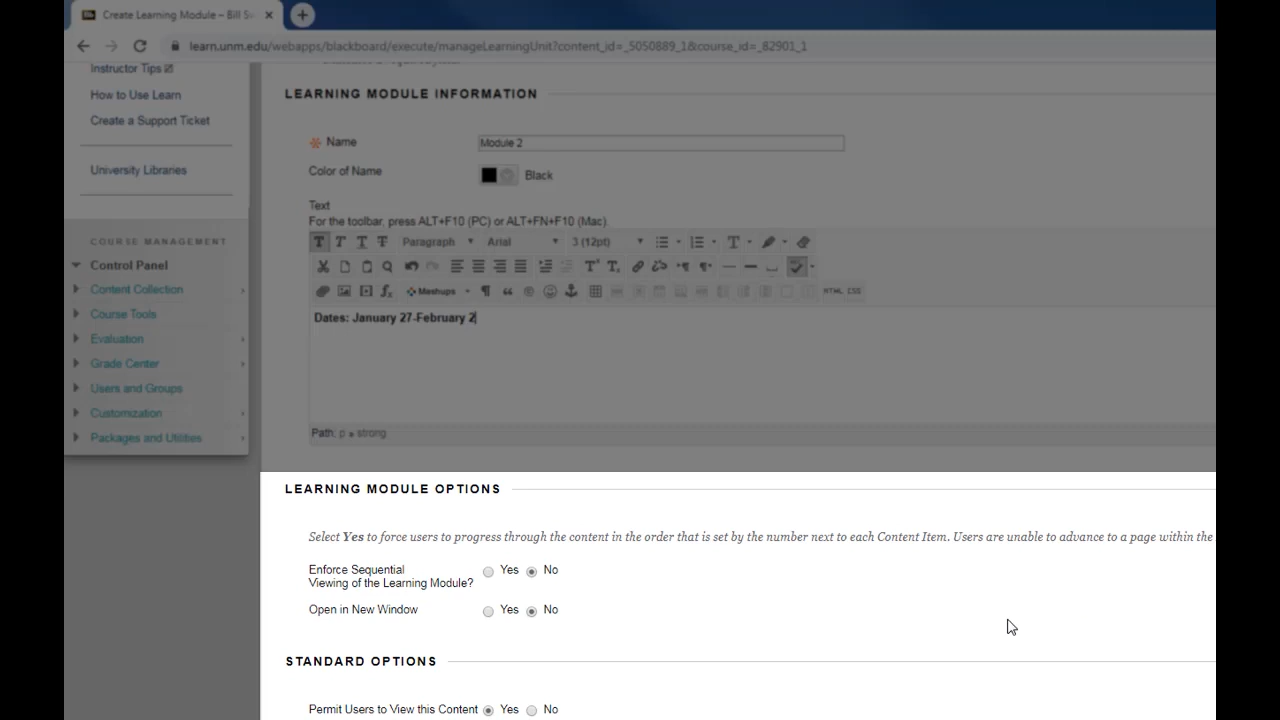 Create Learning Module – Bill S
learn.unm.edu/webapps/blackboard/execute/manageLearningUnit?content_id=_5050889_1&course_id=_82901_1
Instructor Tips
How to Use Learn
Create a Support Ticket
University Libraries
COURSE MANAGEMENT
Control Panel
Content Collection
Course Tools
Evaluation
Grade Center
Users and Groups
Customization
Packages and Utilities
LEARNING MODULE INFORMATION
Name
Module 2
Color of Name
Black
Text
For the toolbar, press ALT+F10 (PC) or ALT+FN+F10 (Mac).
T T T T Paragraph Arial 3 (12pt) T
Mashups HTML CSS
Dates: January 27-February 2
Path: p » strong
LEARNING MODULE OPTIONS
Select Yes to force users to progress through the content in the order that is set by the number next to each Content Item. Users are unable to advance to a page within the
Enforce Sequential
Viewing of the Learning Module? Yes No
Open in New Window Yes No
STANDARD OPTIONS
Permit Users to View this Content Yes No